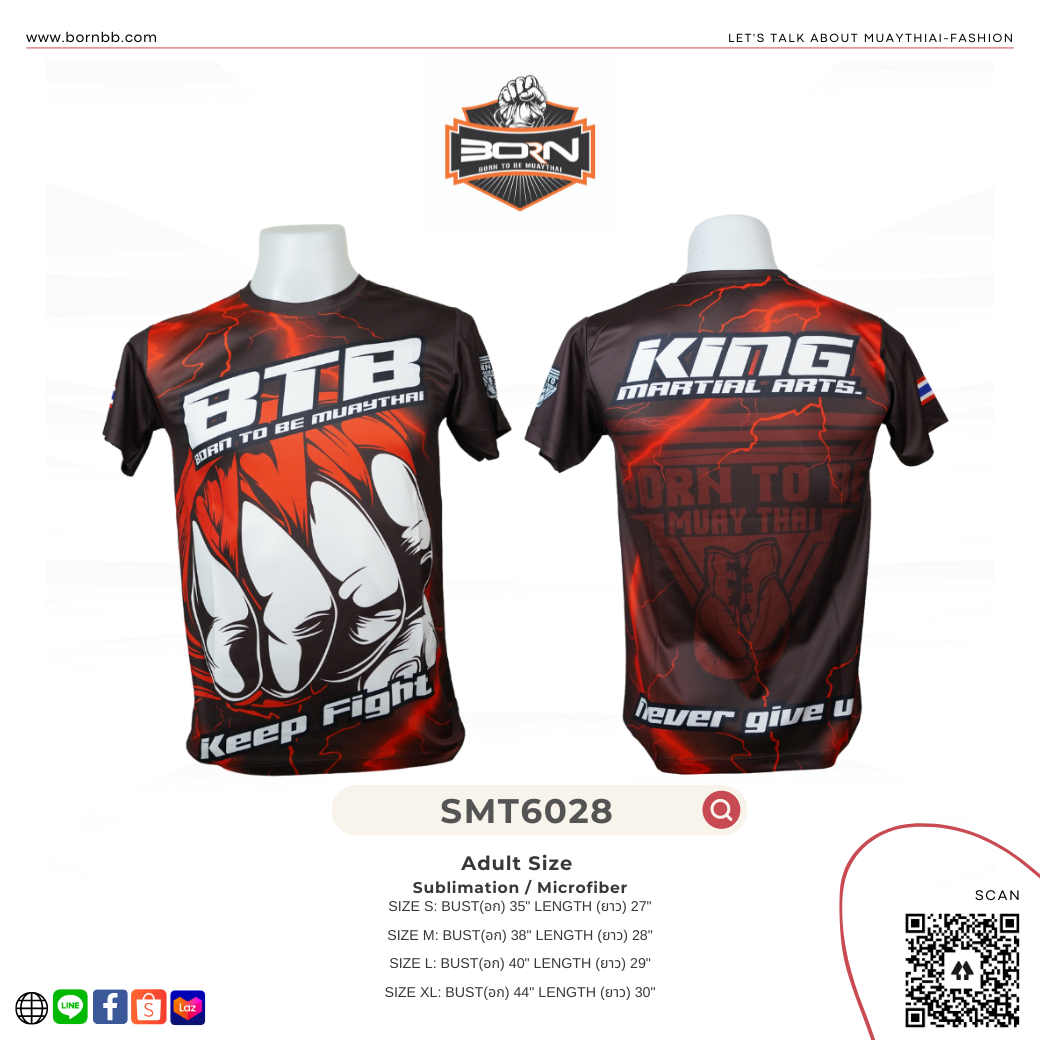 www.bornbb.com
LET'S TALK ABOUT MUAYTHIAI-FASHION
BORN
BORN TO BE MUAYTHAI
BTB
BORN TO BE MUAYTHAI
Keep Fight
KING
MARTIAL ARTS.
BORN TO BE
MUAY THAI
never give u
SMT6028
Adult Size
Sublimation / Microfiber
SIZE S: BUST(อก) 35" LENGTH (ยาว) 27"
SIZE M: BUST(อก) 38" LENGTH (ยาว) 28"
SIZE L: BUST(อก) 40" LENGTH (ยาว) 29"
SIZE XL: BUST(อก) 44" LENGTH (ยาว) 30"
SCAN
LINE
f
S
Laz